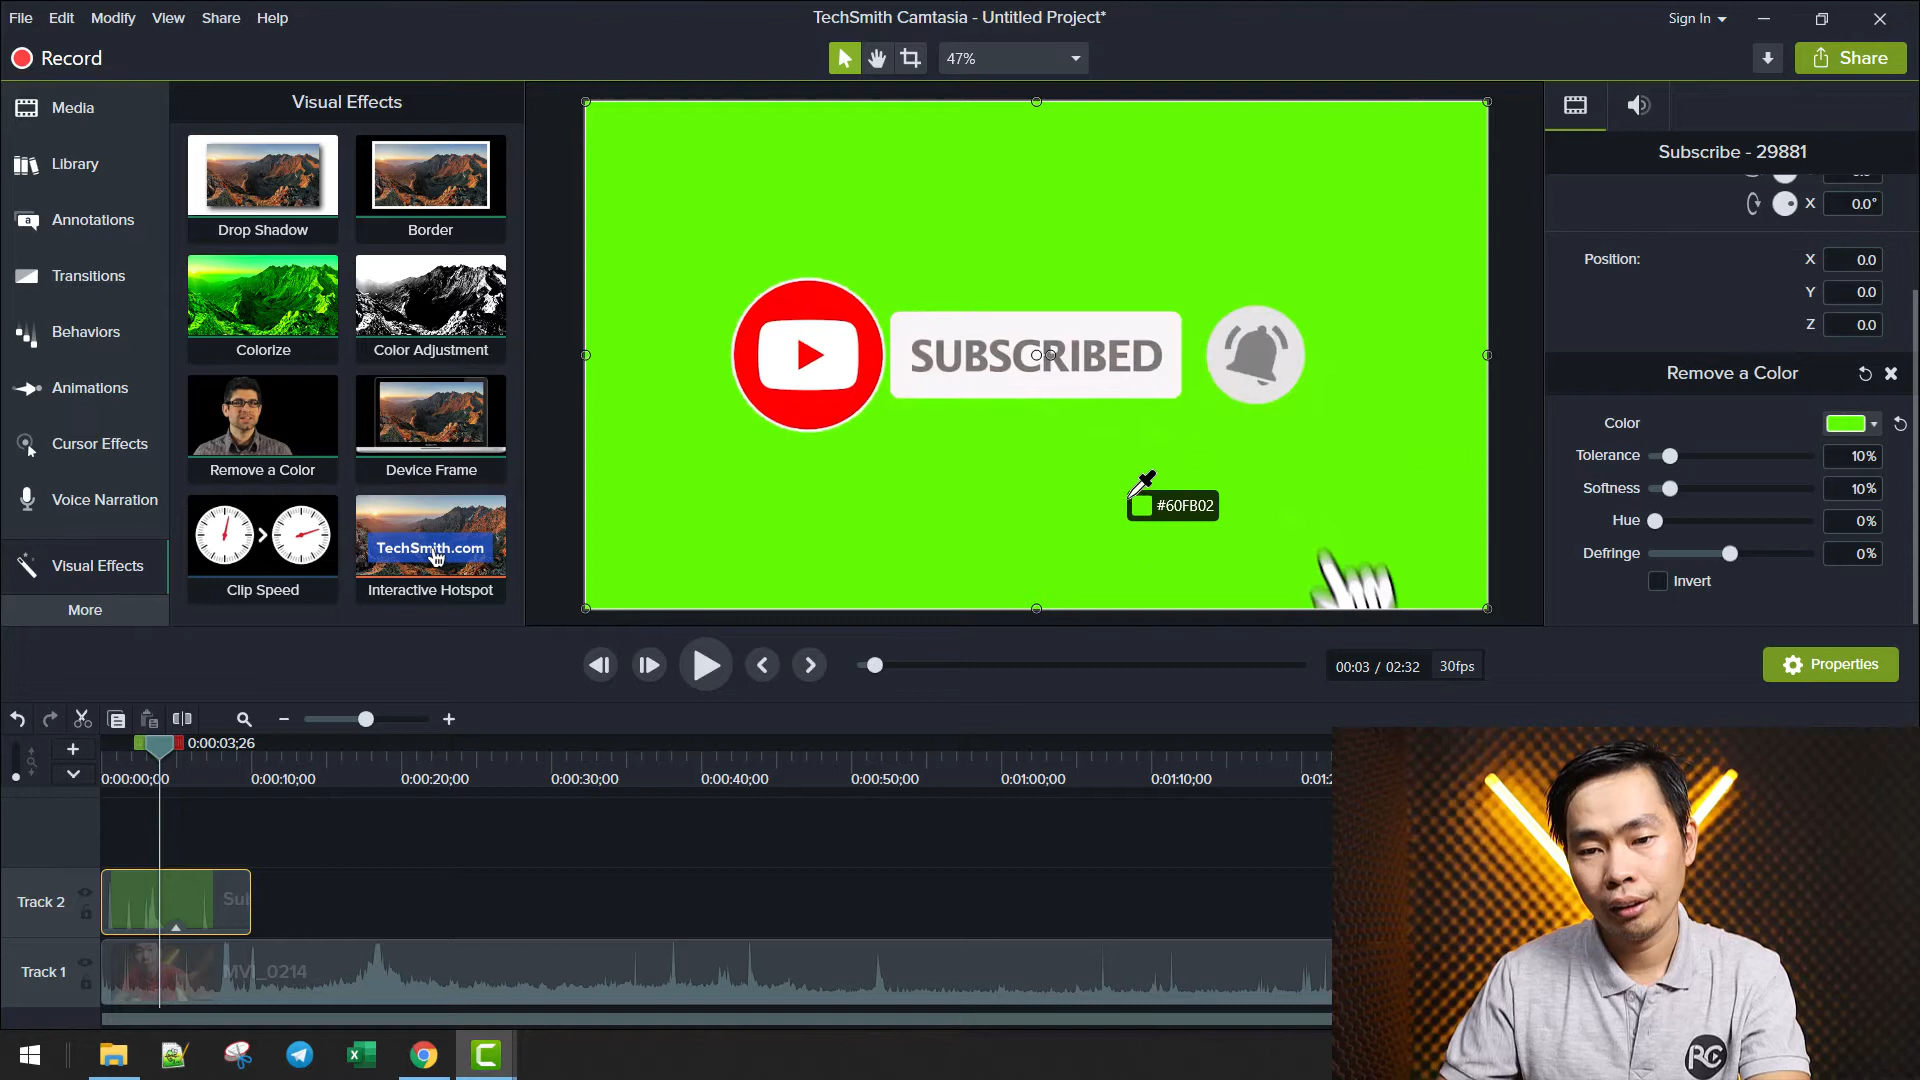 File Edit Modify View Share Help
TechSmith Camtasia - Untitled Project*
Sign In
Record
47%
Share
Media
Library
Annotations
Transitions
Behaviors
Animations
Cursor Effects
Voice Narration
Visual Effects
More
Visual Effects
Drop Shadow
Border
Colorize
Color Adjustment
Remove a Color
Device Frame
Clip Speed
TechSmith.com
Interactive Hotspot
SUBSCRIBED
#60FB02
Subscribe - 29881
X 0.0°
Position: X 0.0
Y 0.0
Z 0.0
Remove a Color
Color
Tolerance 10%
Softness 10%
Hue 0%
Defringe 0%
Invert
00:03 / 02:32 30fps
Properties
0:00:03;26
0:00:00;00 0:00:10;00 0:00:20;00 0:00:30;00 0:00:40;00 0:00:50;00 0:01:00;00 0:01:10;00 0:01:2
Track 2
Su
Track 1
MVI_0214
RC